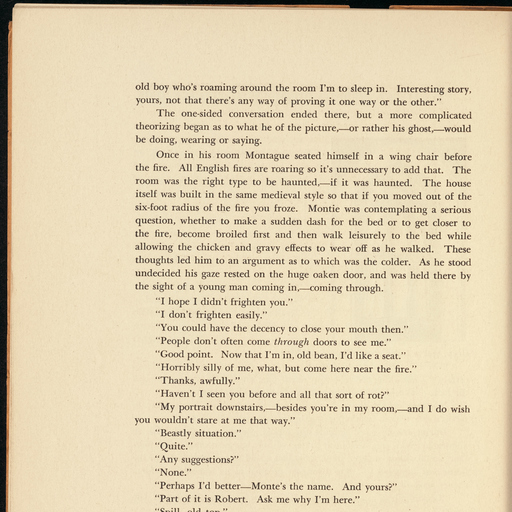 old boy who's roaming around the room I'm to sleep in. Interesting story,
yours, not that there's any way of proving it one way or the other.”
The one-sided conversation ended there, but a more complicated
theorizing began as to what he of the picture,—or rather his ghost,—would
be doing, wearing or saying.
Once in his room Montague seated himself in a wing chair before
the fire. All English fires are roaring so it's unnecessary to add that. The
room was the right type to be haunted,—if it was haunted. The house
itself was built in the same medieval style so that if you moved out of the
six-foot radius of the fire you froze. Montie was contemplating a serious
question, whether to make a sudden dash for the bed or to get closer to
the fire, become broiled first and then walk leisurely to the bed while
allowing the chicken and gravy effects to wear off as he walked. These
thoughts led him to an argument as to which was the colder. As he stood
undecided his gaze rested on the huge oaken door, and was held there by
the sight of a young man coming in,—coming through.
“I hope I didn't frighten you.”
“I don't frighten easily.”
“You could have the decency to close your mouth then.”
“People don't often come through doors to see me.”
“Good point. Now that I'm in, old bean, I'd like a seat.”
“Horribly silly of me, what, but come here near the fire.”
“Thanks, awfully.”
“Haven't I seen you before and all that sort of rot?”
“My portrait downstairs,—besides you're in my room,—and I do wish
you wouldn't stare at me that way.”
“Beastly situation.”
“Quite.”
“Any suggestions?”
“None.”
“Perhaps I'd better—Monte's the name. And yours?”
“Part of it is Robert. Ask me why I'm here.”
“Spill, old top.”